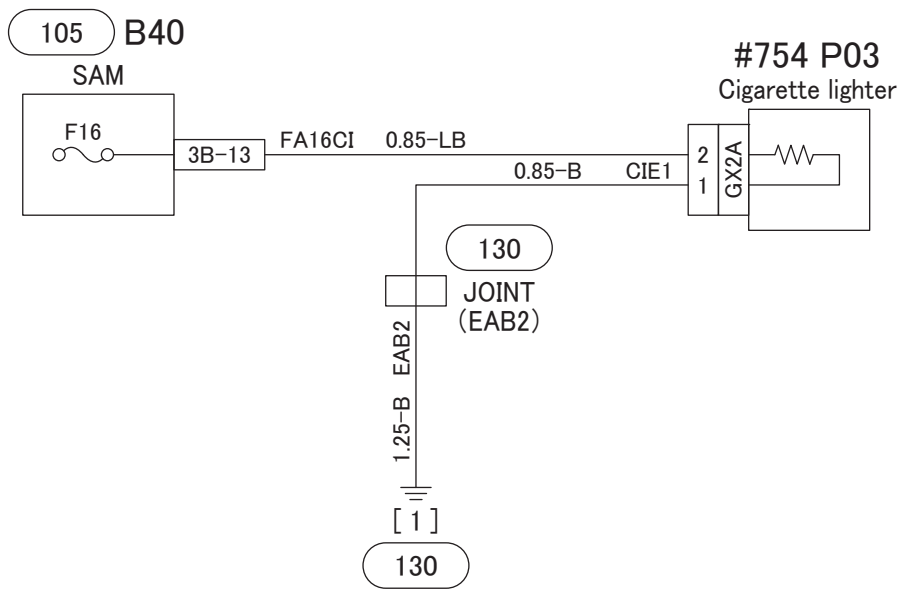 105 B40
SAM
F16
3B-13
FA16CI 0.85-LB
#754 P03
Cigarette lighter
2
1
GX2A
0.85-B CIE1
130
JOINT
(EAB2)
1.25-B EAB2
[ 1 ]
130